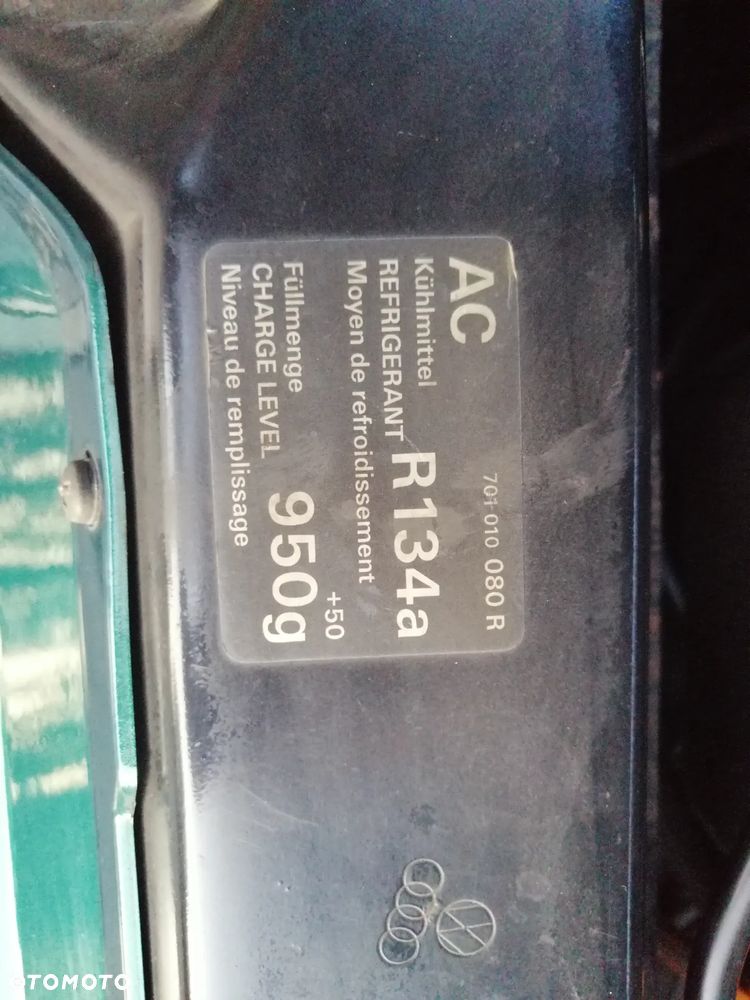 AC
701 010 080 R
Kühlmittel
REFRIGERANT R134a
Moyen de refroidissement
Füllmenge
CHARGE LEVEL 950g +50
Niveau de remplissage
OTOMOTO